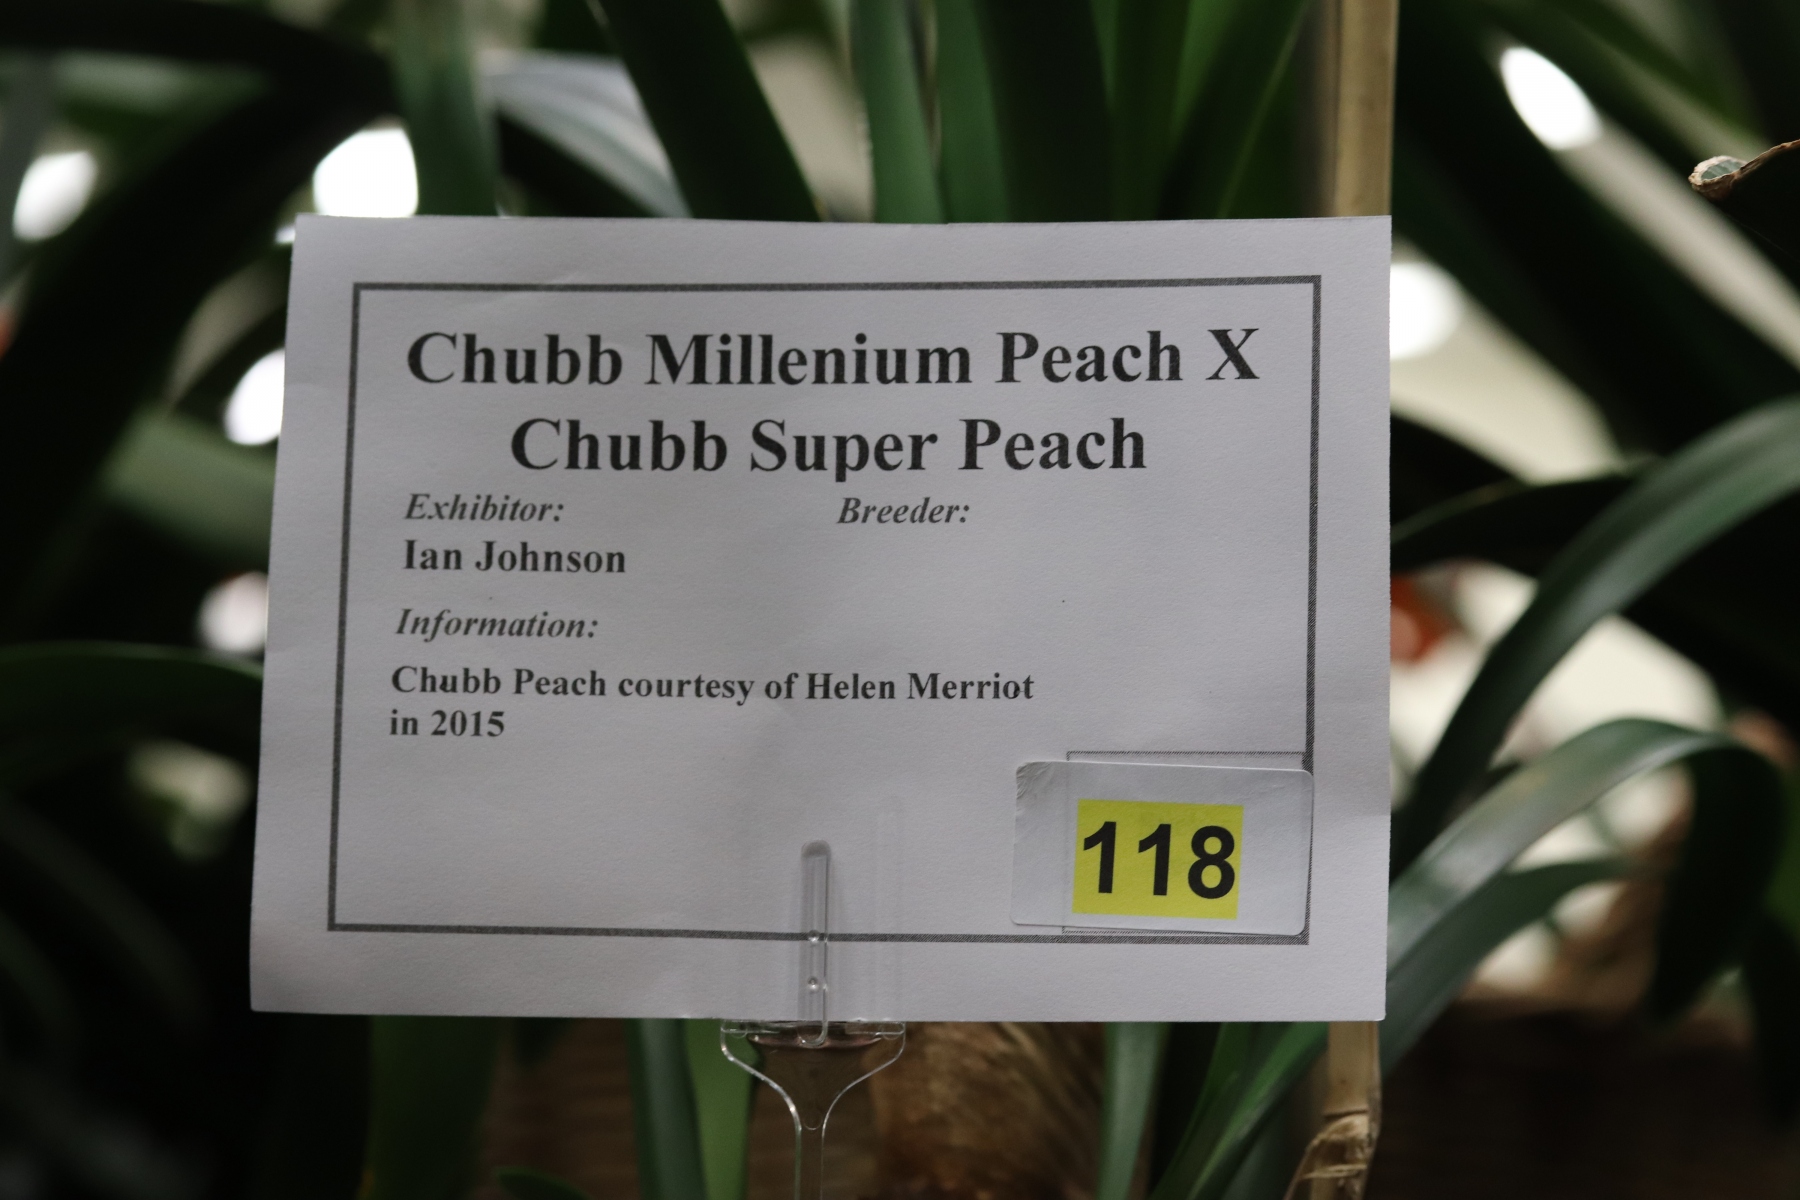 Chubb Millenium Peach X
Chubb Super Peach
Exhibitor: Breeder:
Ian Johnson
Information:
Chubb Peach courtesy of Helen Merriot
in 2015
118